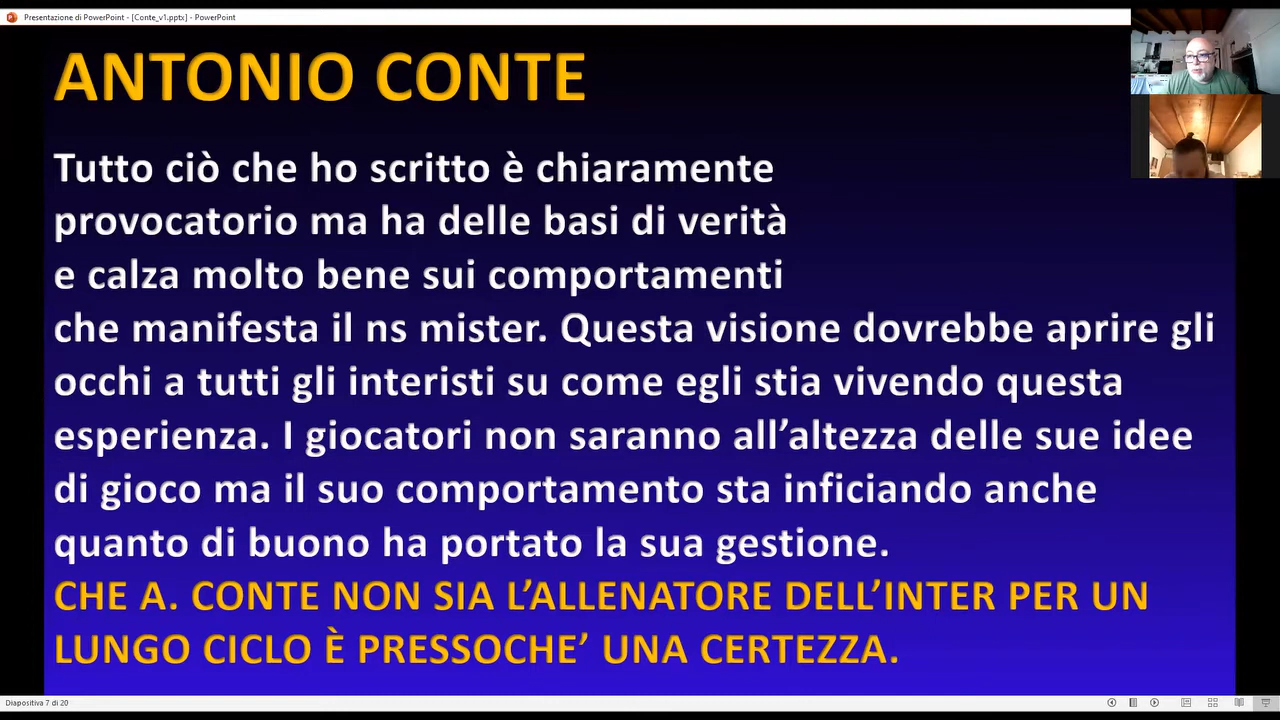 Presentazione di PowerPoint - [Conte_v1.pptx] - PowerPoint
ANTONIO CONTE
Tutto ciò che ho scritto è chiaramente
provocatorio ma ha delle basi di verità
e calza molto bene sui comportamenti
che manifesta il ns mister. Questa visione dovrebbe aprire gli
occhi a tutti gli interisti su come egli stia vivendo questa
esperienza. I giocatori non saranno all’altezza delle sue idee
di gioco ma il suo comportamento sta inficiando anche
quanto di buono ha portato la sua gestione.
CHE A. CONTE NON SIA L’ALLENATORE DELL’INTER PER UN
LUNGO CICLO È PRESSOCHE’ UNA CERTEZZA.
Diapositiva 7 di 20